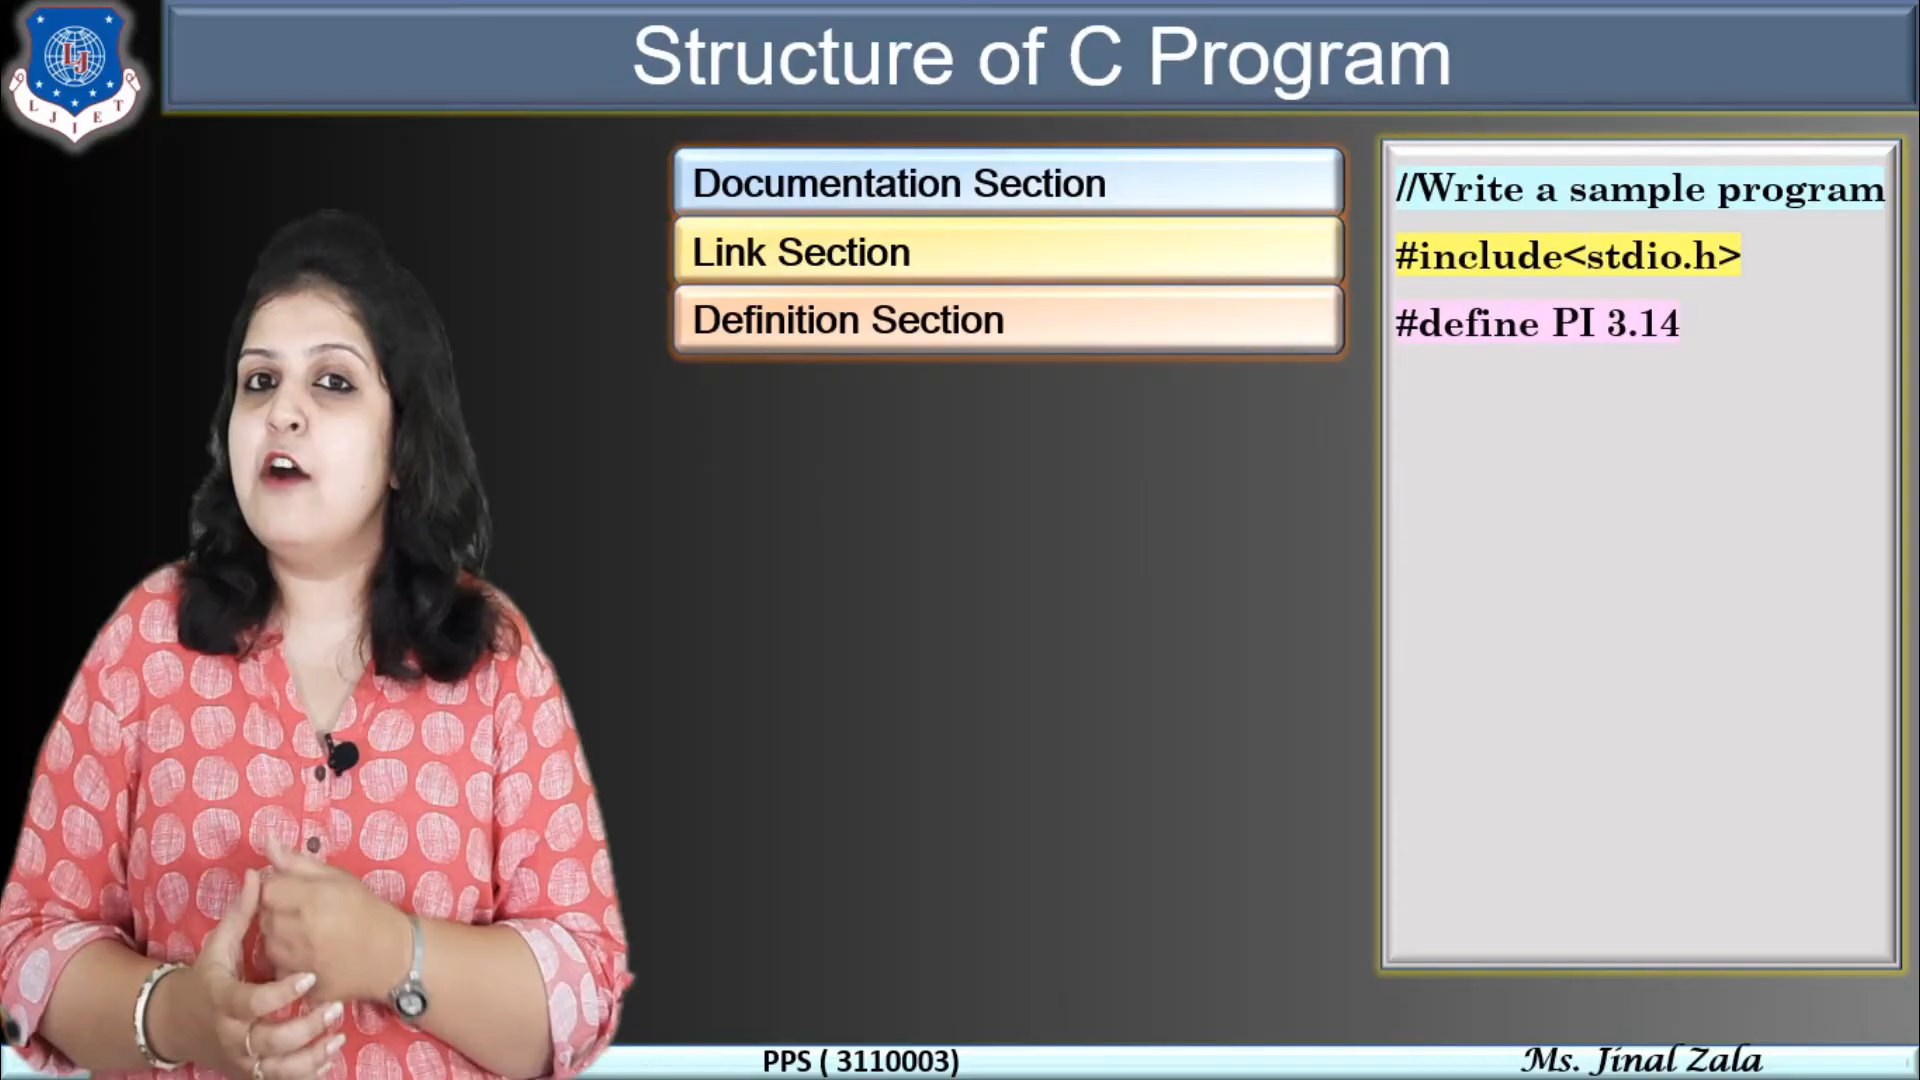 Structure of C Program
LJ
L J I E T
Documentation Section
Link Section
Definition Section
//Write a sample program
#include<stdio.h>
#define PI 3.14
PPS ( 3110003)
Ms. Jinal Zala